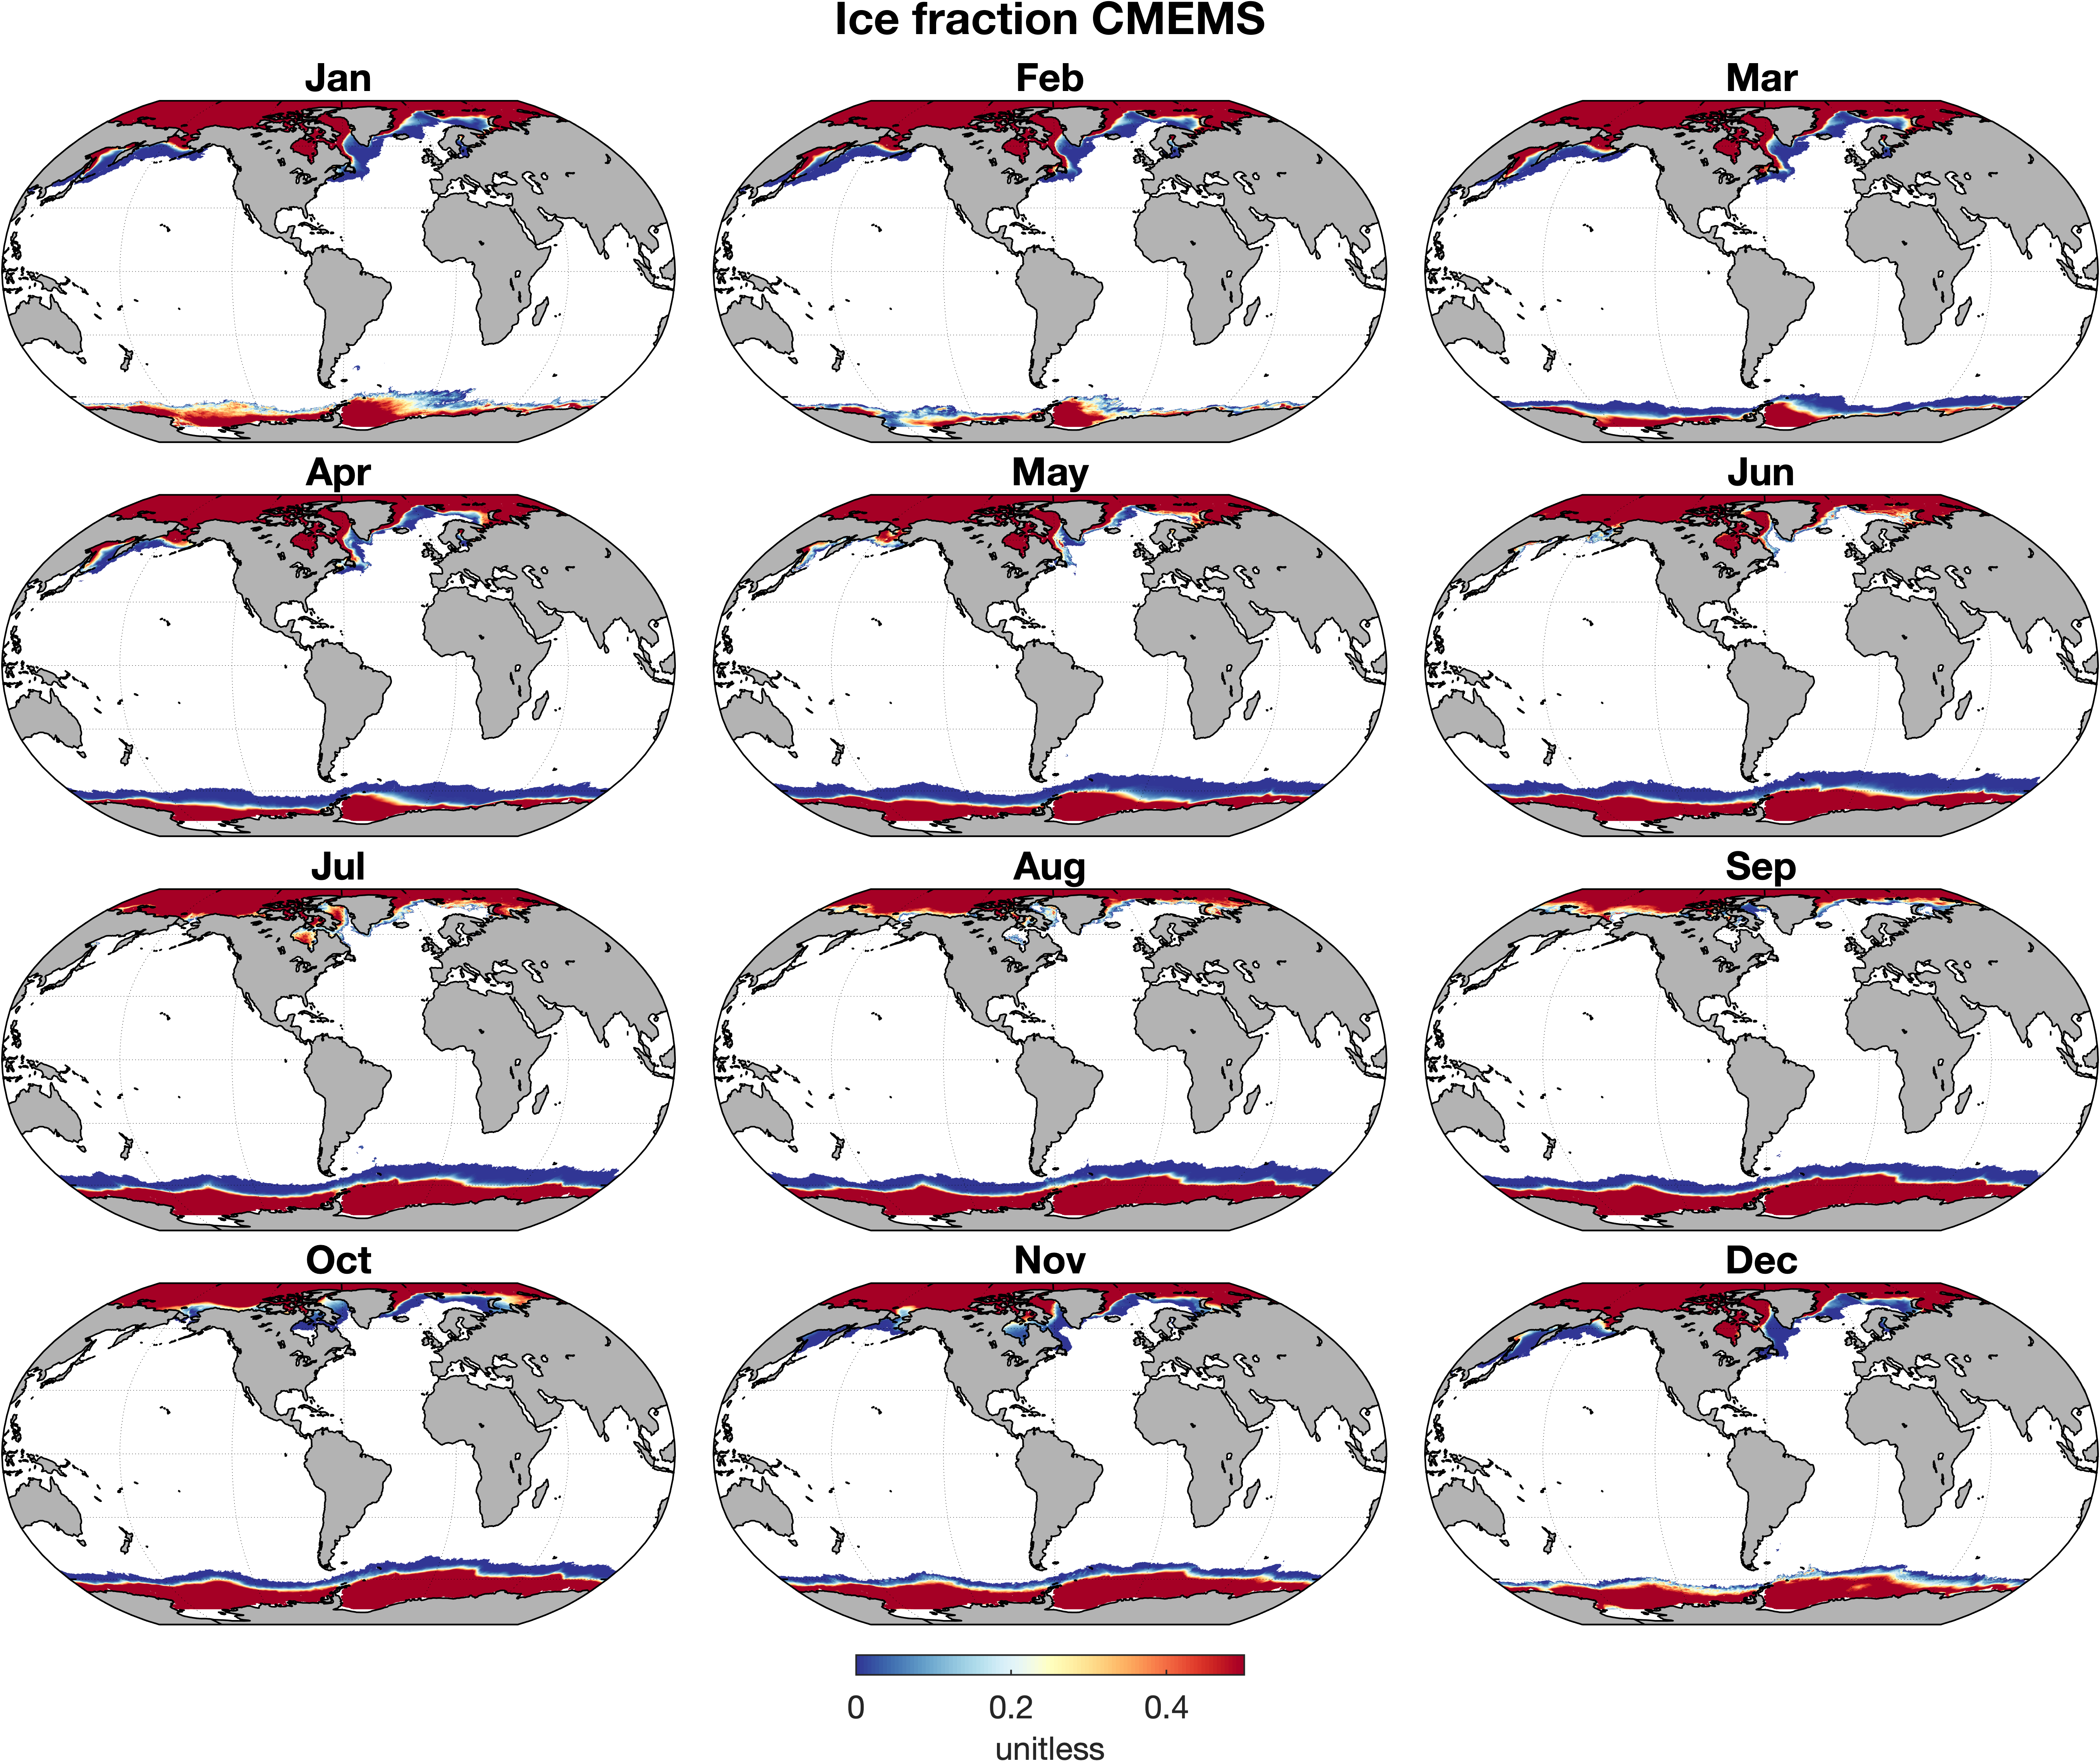 Ice fraction CMEMS
Jan Feb Mar
Apr May Jun
Jul Aug Sep
Oct Nov Dec
0 0.2 0.4
unitless